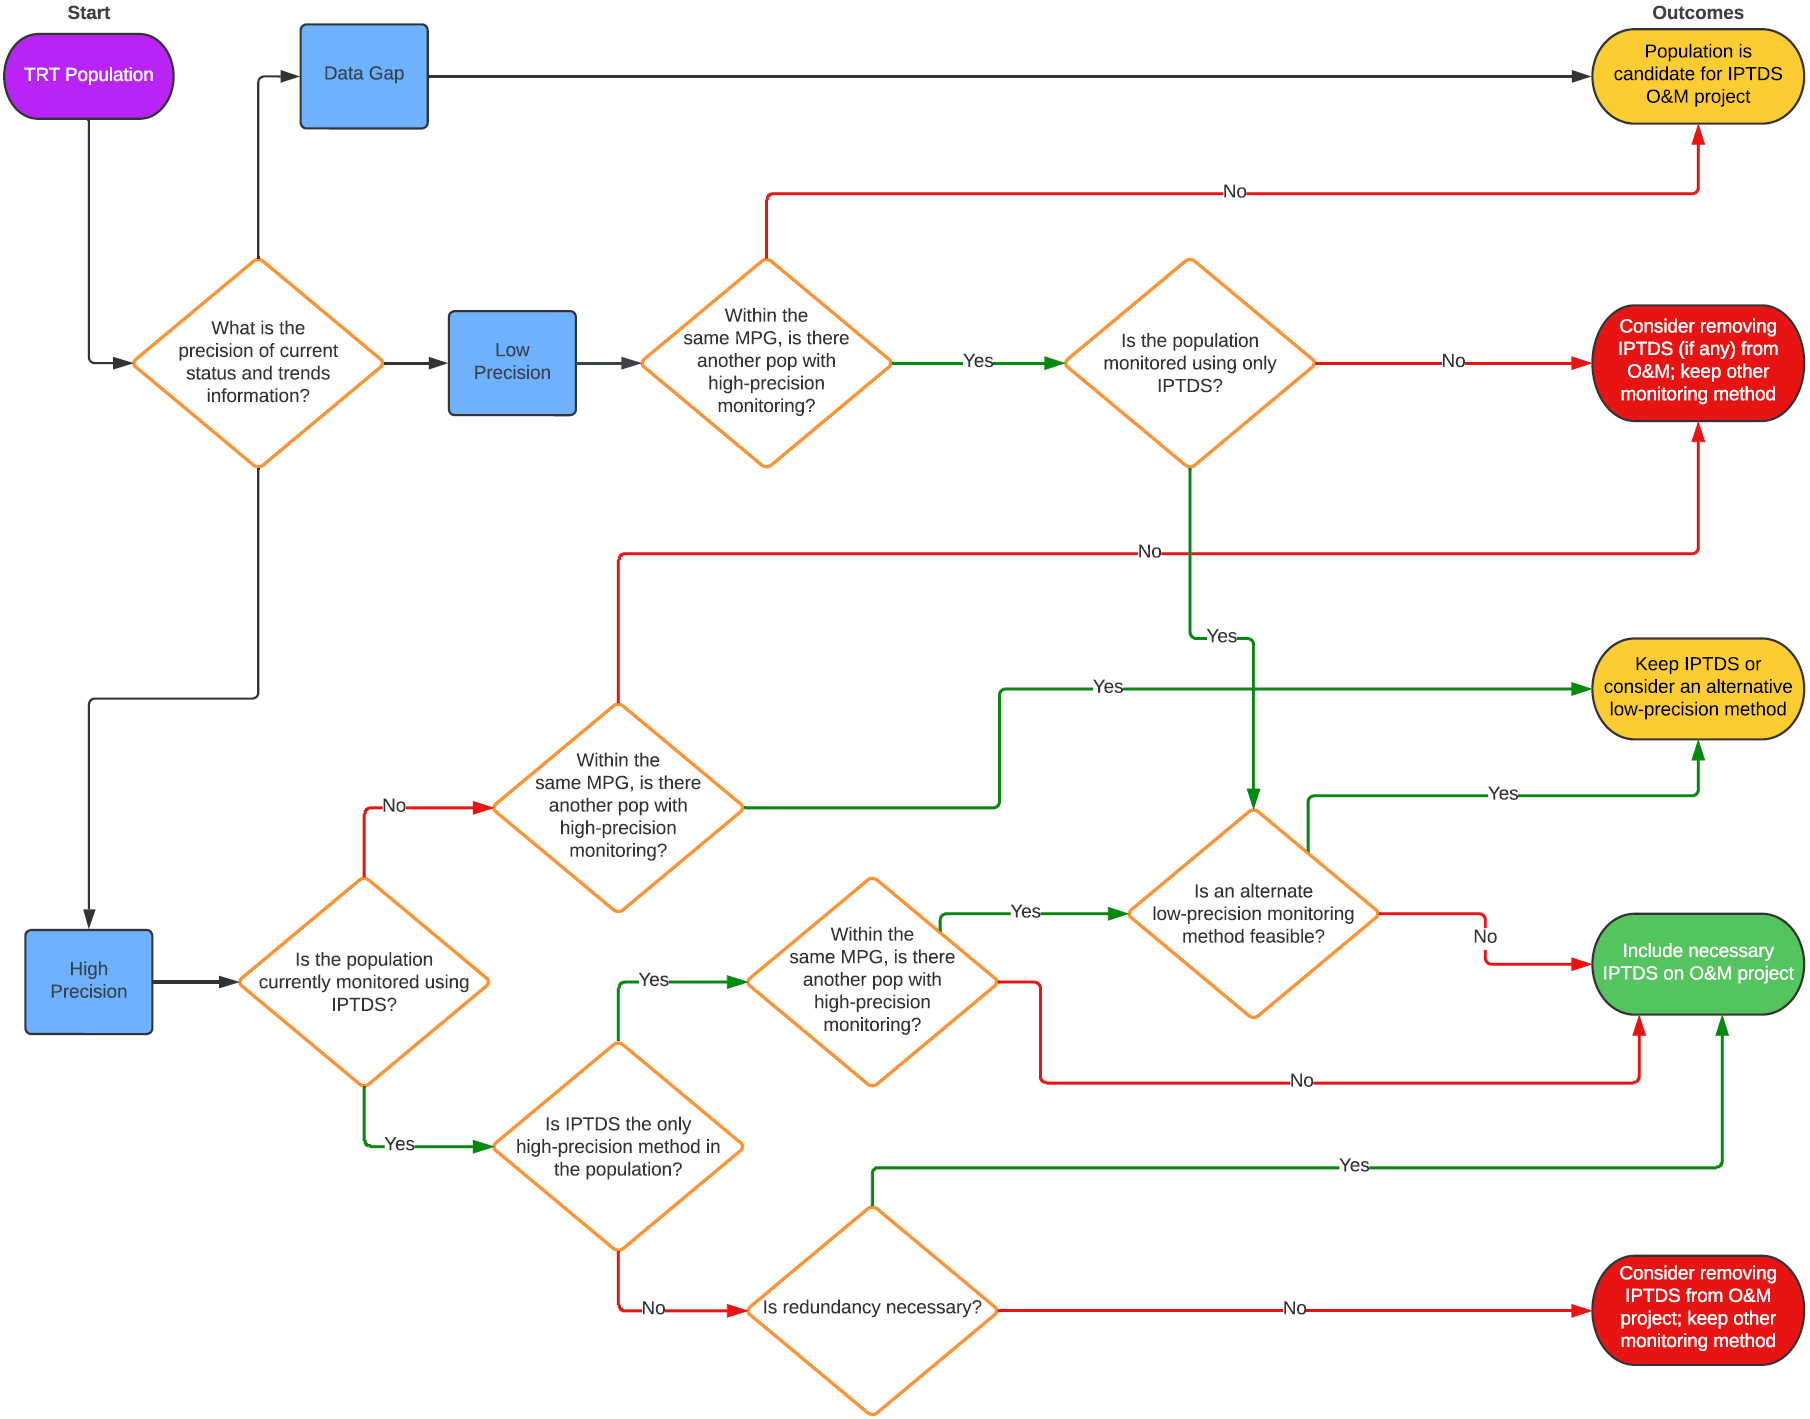 Start
Outcomes
TRT Population
Data Gap
Population is
candidate for IPTDS
O&M project
No
What is the
precision of current
status and trends
information?
Low
Precision
Within the
same MPG, is there
another pop with
high-precision
monitoring?
Yes
Is the population
monitored using only
IPTDS?
No
Consider removing
IPTDS (if any) from
O&M; keep other
monitoring method
No
Yes
Yes
Keep IPTDS or
consider an alternative
low-precision method
Within the
same MPG, is there
another pop with
high-precision
monitoring?
No
Yes
Is an alternate
low-precision monitoring
method feasible?
Yes
No
Within the
same MPG, is there
another pop with
high-precision
monitoring?
Include necessary
IPTDS on O&M project
High
Precision
Is the population
currently monitored using
IPTDS?
Yes
No
Yes
Is IPTDS the only
high-precision method in
the population?
Yes
No
Is redundancy necessary?
No
Consider removing
IPTDS from O&M
project; keep other
monitoring method